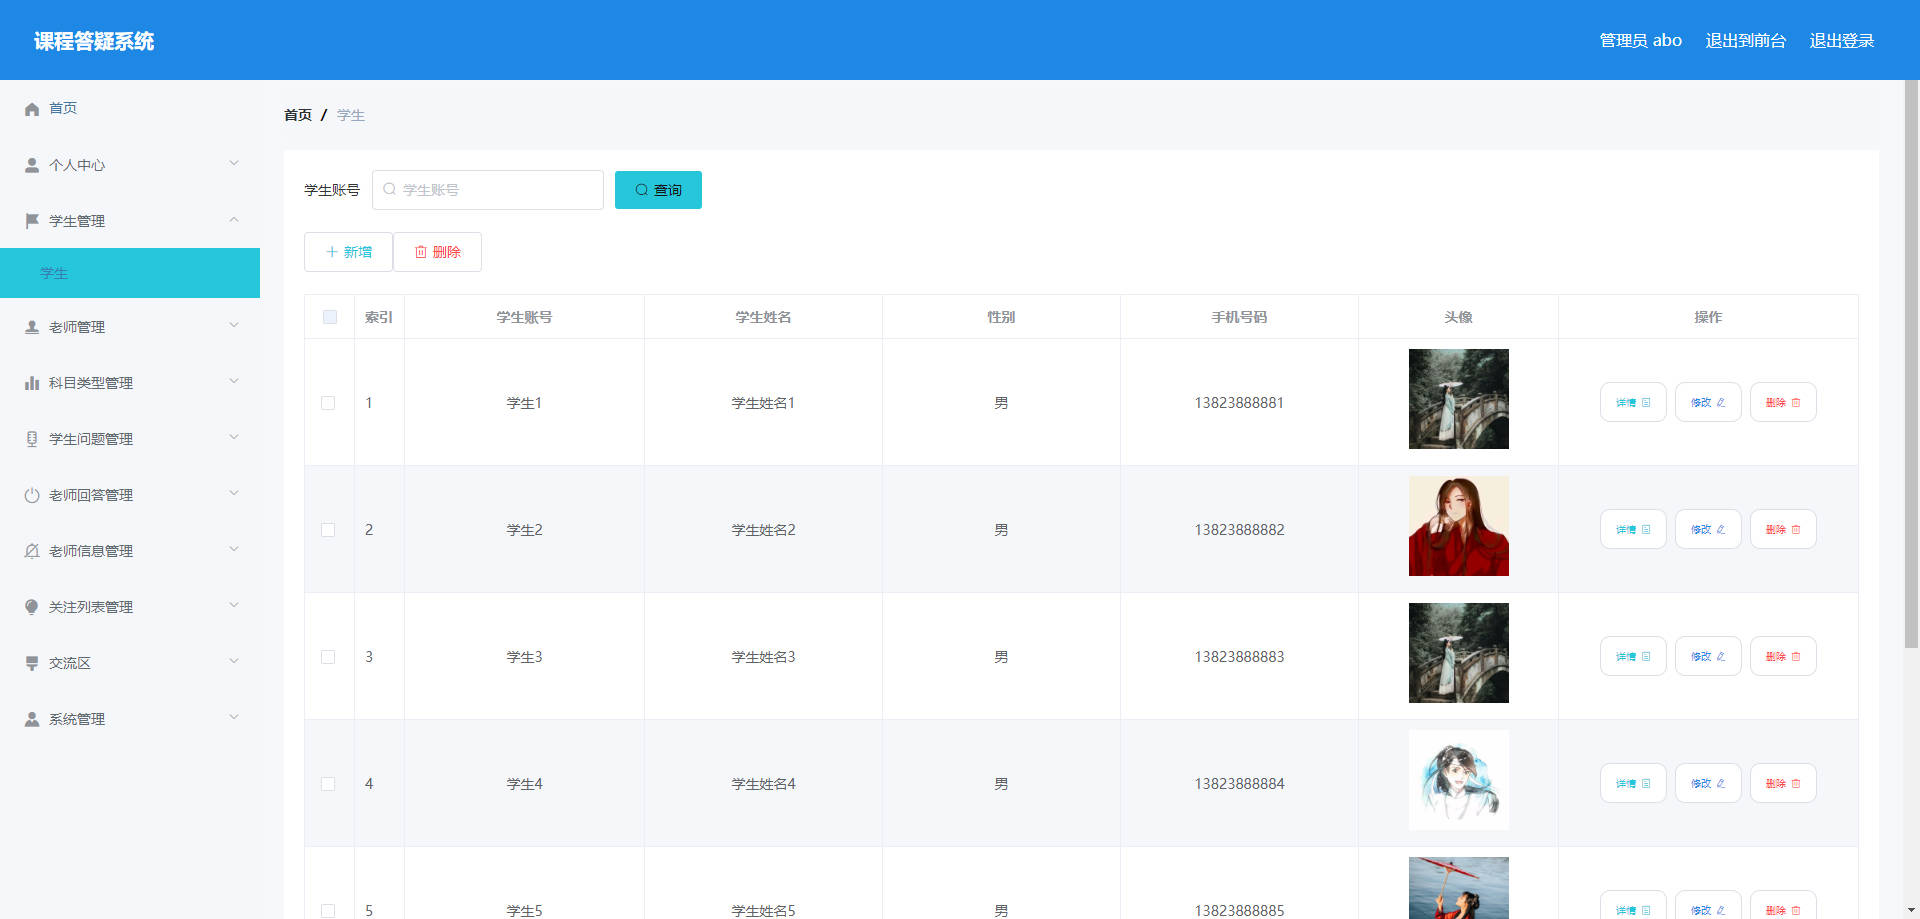 课程答疑系统
管理员 abo 退出到前台 退出登录
首页
个人中心
学生管理
学生
老师管理
科目类型管理
学生问题管理
老师回答管理
老师信息管理
关注列表管理
交流区
系统管理
首页 / 学生
学生账号 学生账号 查询
新增 删除
索引 学生账号 学生姓名 性别 手机号码 头像 操作
1 学生1 学生姓名1 男 13823888881 详情 修改 删除
2 学生2 学生姓名2 男 13823888882 详情 修改 删除
3 学生3 学生姓名3 男 13823888883 详情 修改 删除
4 学生4 学生姓名4 男 13823888884 详情 修改 删除
5 学生5 学生姓名5 男 13823888885 详情 修改 删除